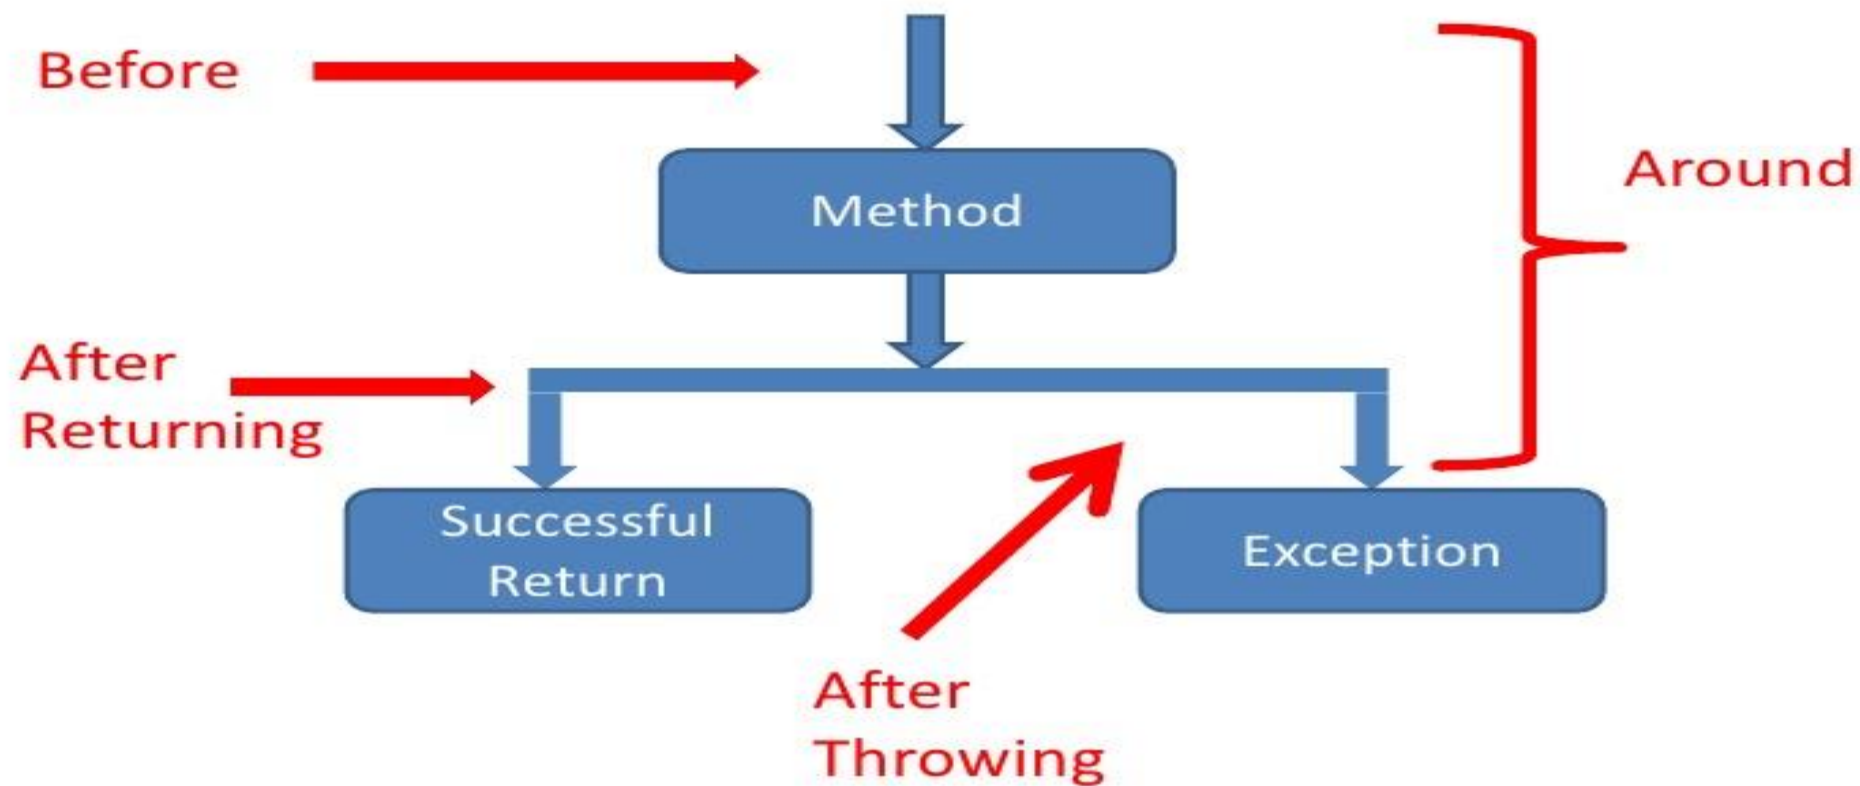 Before
Around
Method
After
Returning
Successful
Return
Exception
After
Throwing